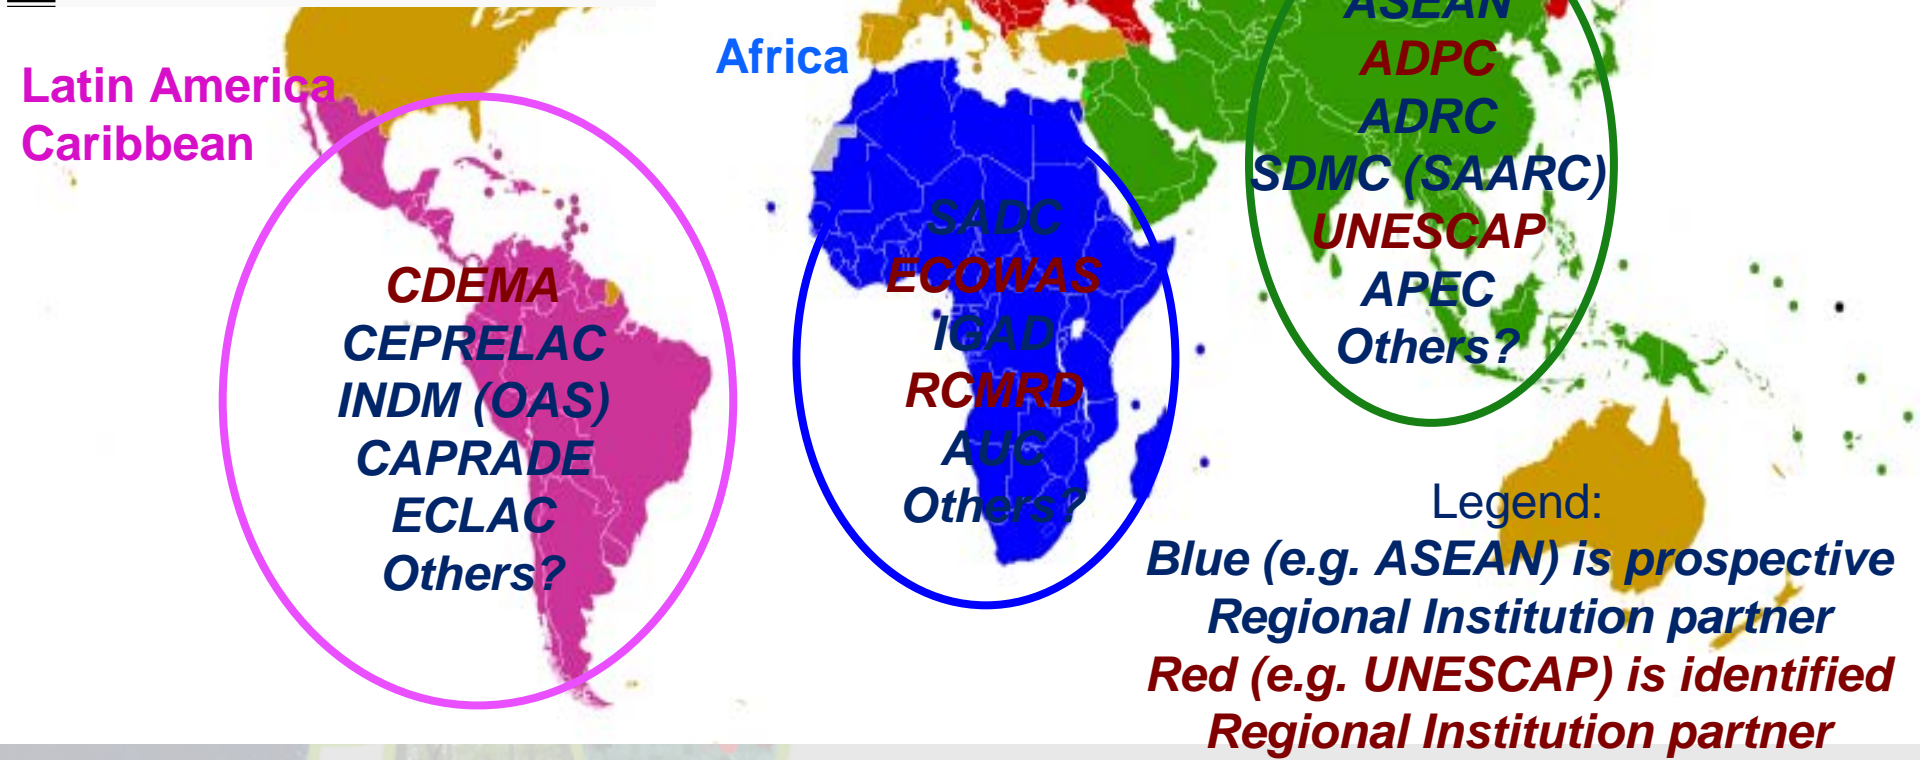 Latin America
Caribbean
CDEMA
CEPRELAC
INDM (OAS)
CAPRADE
ECLAC
Others?
Africa
SADC
ECOWAS
IGAD
RCMRD
AUC
Others?
ASEAN
ADPC
ADRC
SDMC (SAARC)
UNESCAP
APEC
Others?
Legend:
Blue (e.g. ASEAN) is prospective
Regional Institution partner
Red (e.g. UNESCAP) is identified
Regional Institution partner